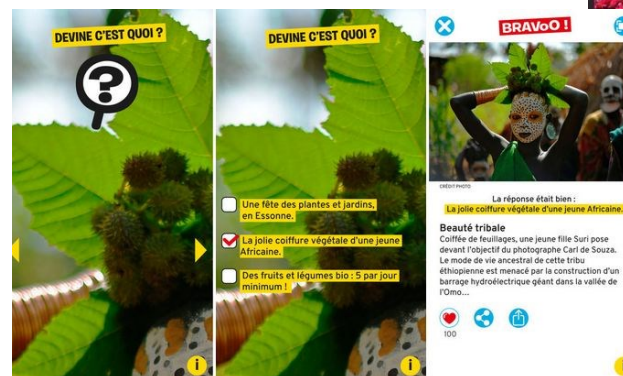 DEVINE C'EST QUOI ?
?
i
DEVINE C'EST QUOI ?
Une fête des plantes et jardins,
en Essonne.
La jolie coiffure végétale d'une jeune
Africaine.
Des fruits et légumes bio : 5 par jour
minimum !
i
BRAVoO !
CRÉDIT PHOTO
La réponse était bien :
La jolie coiffure végétale d'une jeune Africaine.
Beauté tribale
Coiffée de feuillages, une jeune fille Suri pose
devant l'objectif du photographe Carl de Souza.
Le mode de vie ancestral de cette tribu
éthiopienne est menacé par la construction d'un
barrage hydroélectrique géant dans la vallée de
l'Omo...
100